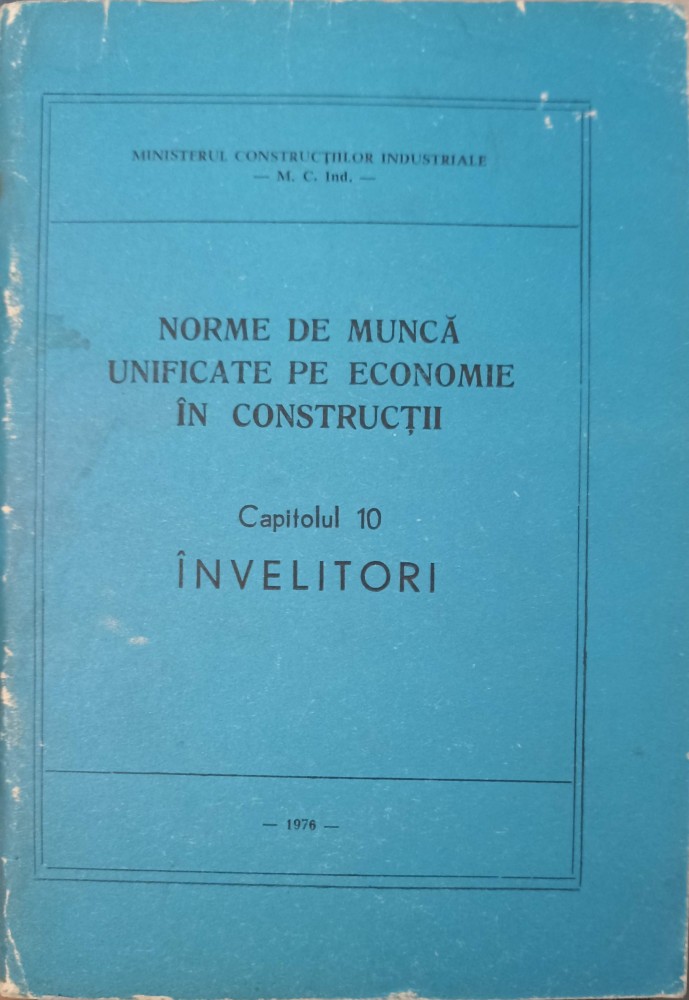 MINISTERUL CONSTRUCȚIILOR INDUSTRIALE
— M. C. Ind. —
NORME DE MUNCĂ
UNIFICATE PE ECONOMIE
ÎN CONSTRUCȚII
Capitolul 10
ÎNVELITORI
— 1976 —